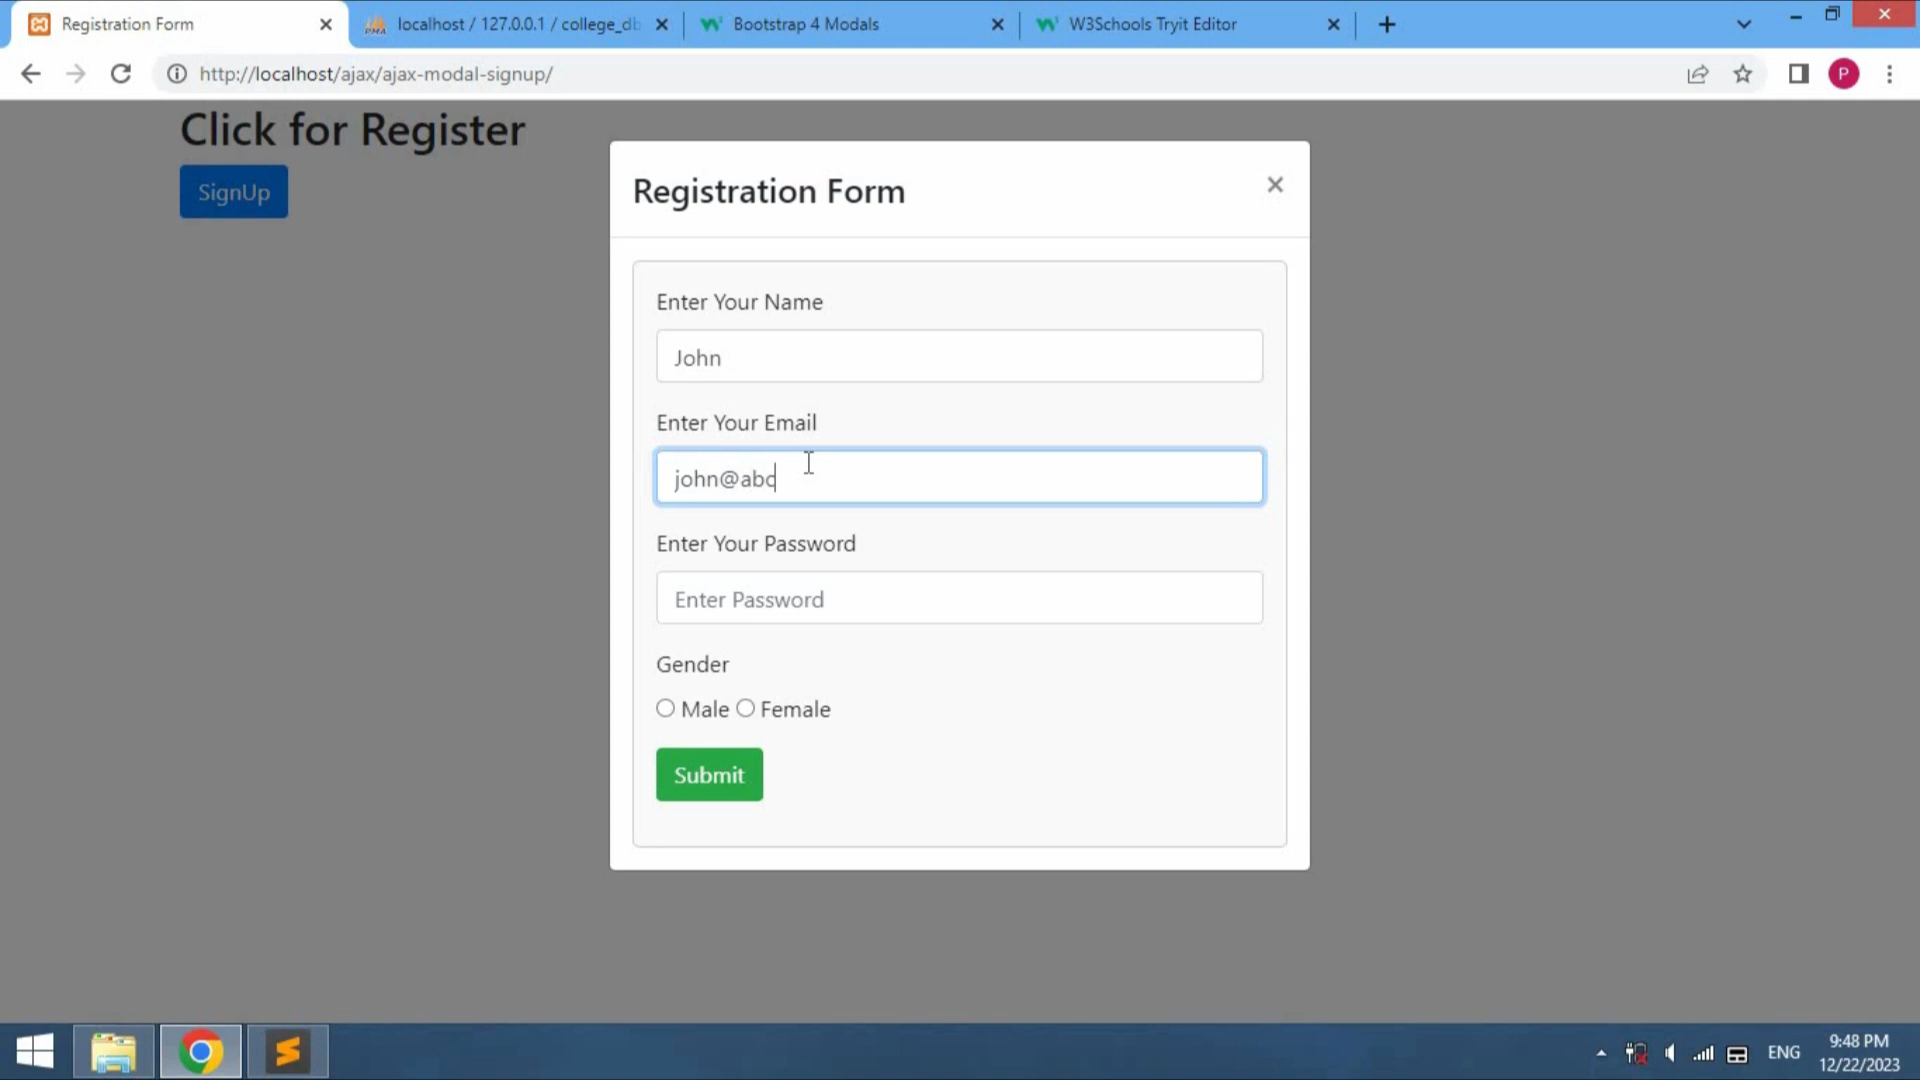 Registration Form
localhost / 127.0.0.1 / college_db
Bootstrap 4 Modals
W3Schools Tryit Editor
http://localhost/ajax/ajax-modal-signup/
P
Click for Register
SignUp
Registration Form
Enter Your Name
John
Enter Your Email
john@abc
Enter Your Password
Enter Password
Gender
Male Female
Submit
ENG
9:48 PM
12/22/2023